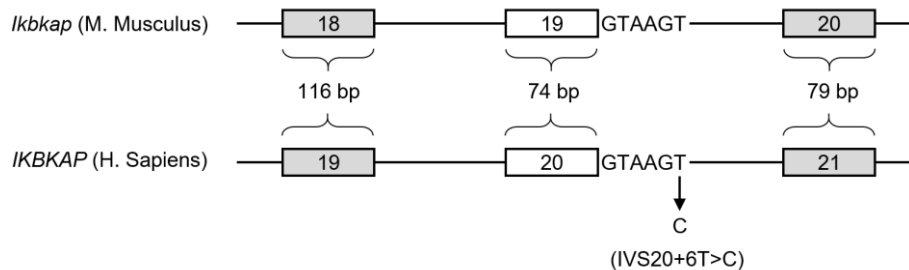 Ikbkap (M. Musculus) 18 19 GTAAGT 20
116 bp 74 bp 79 bp
IKBKAP (H. Sapiens) 19 20 GTAAGT 21
C
(IVS20+6T>C)